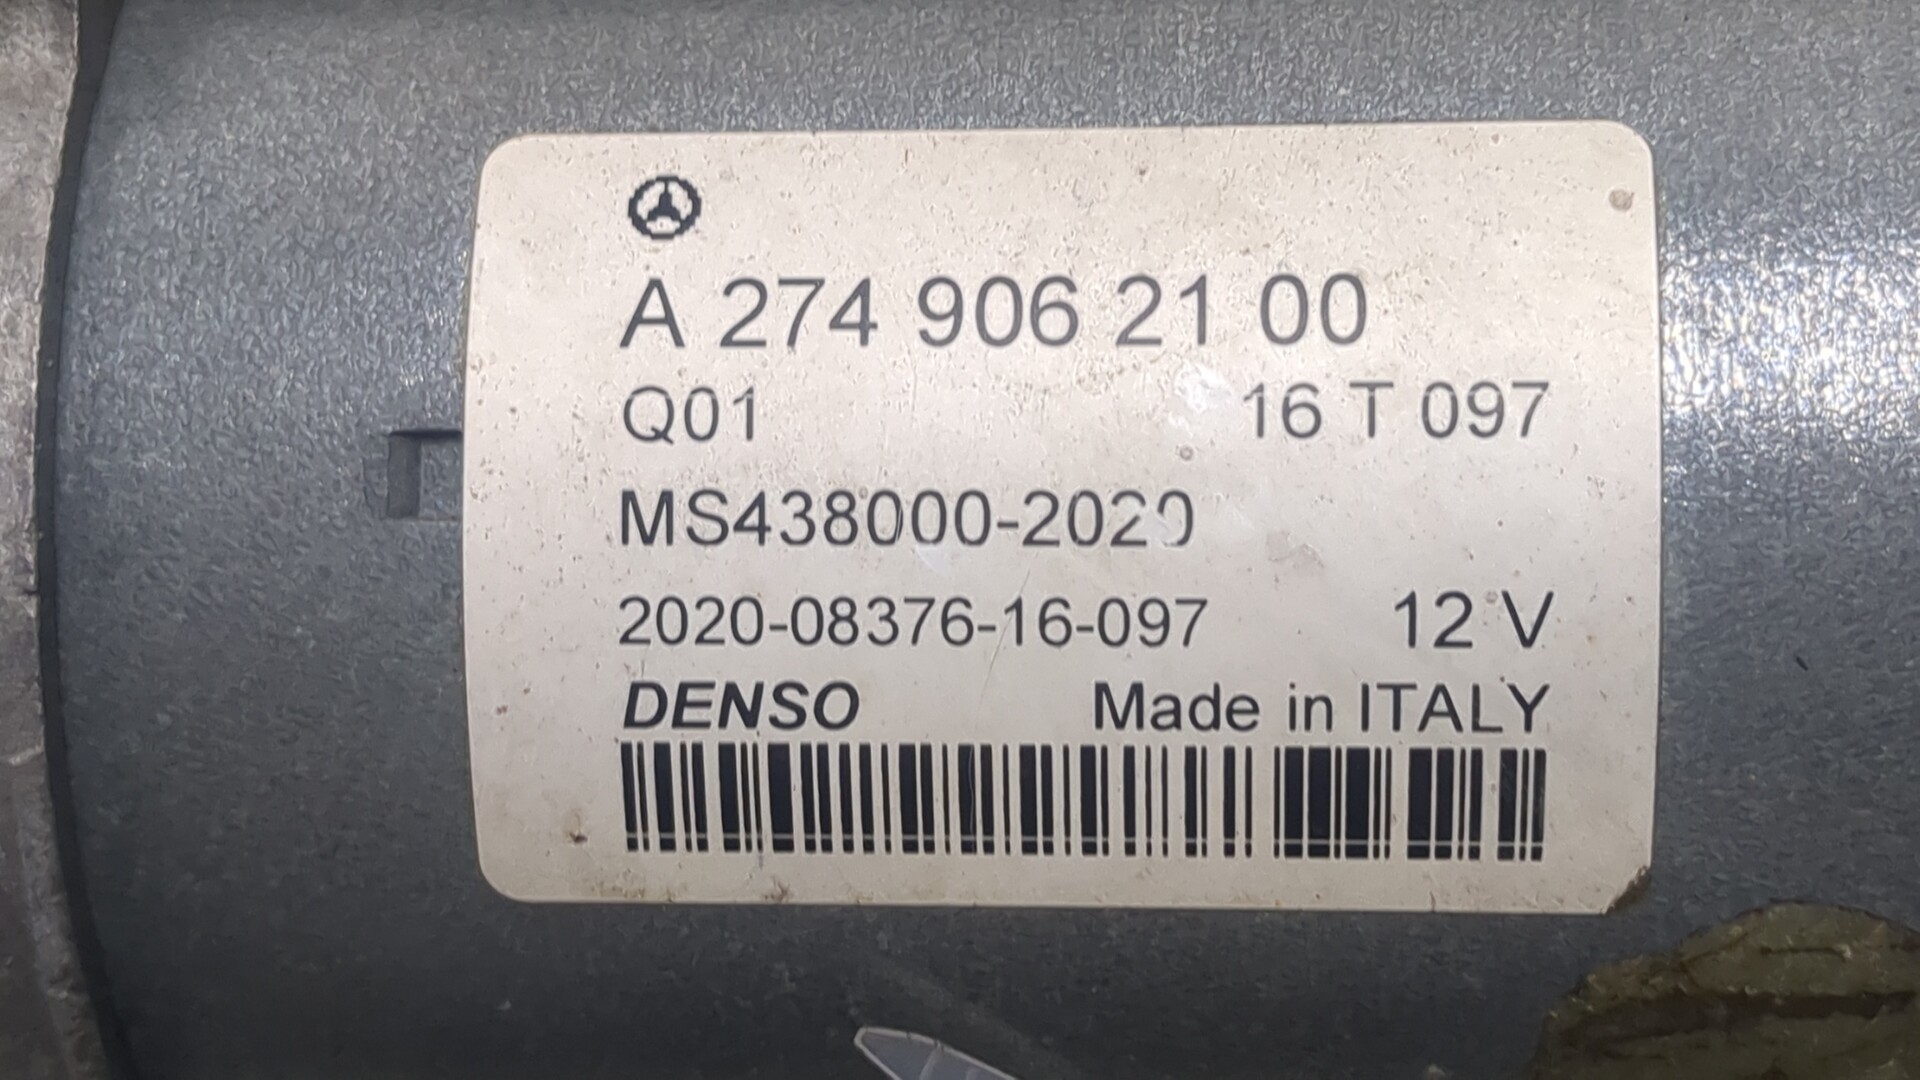 A 274 906 21 00
Q01 16 T 097
MS438000-2020
2020-08376-16-097 12 V
DENSO Made in ITALY